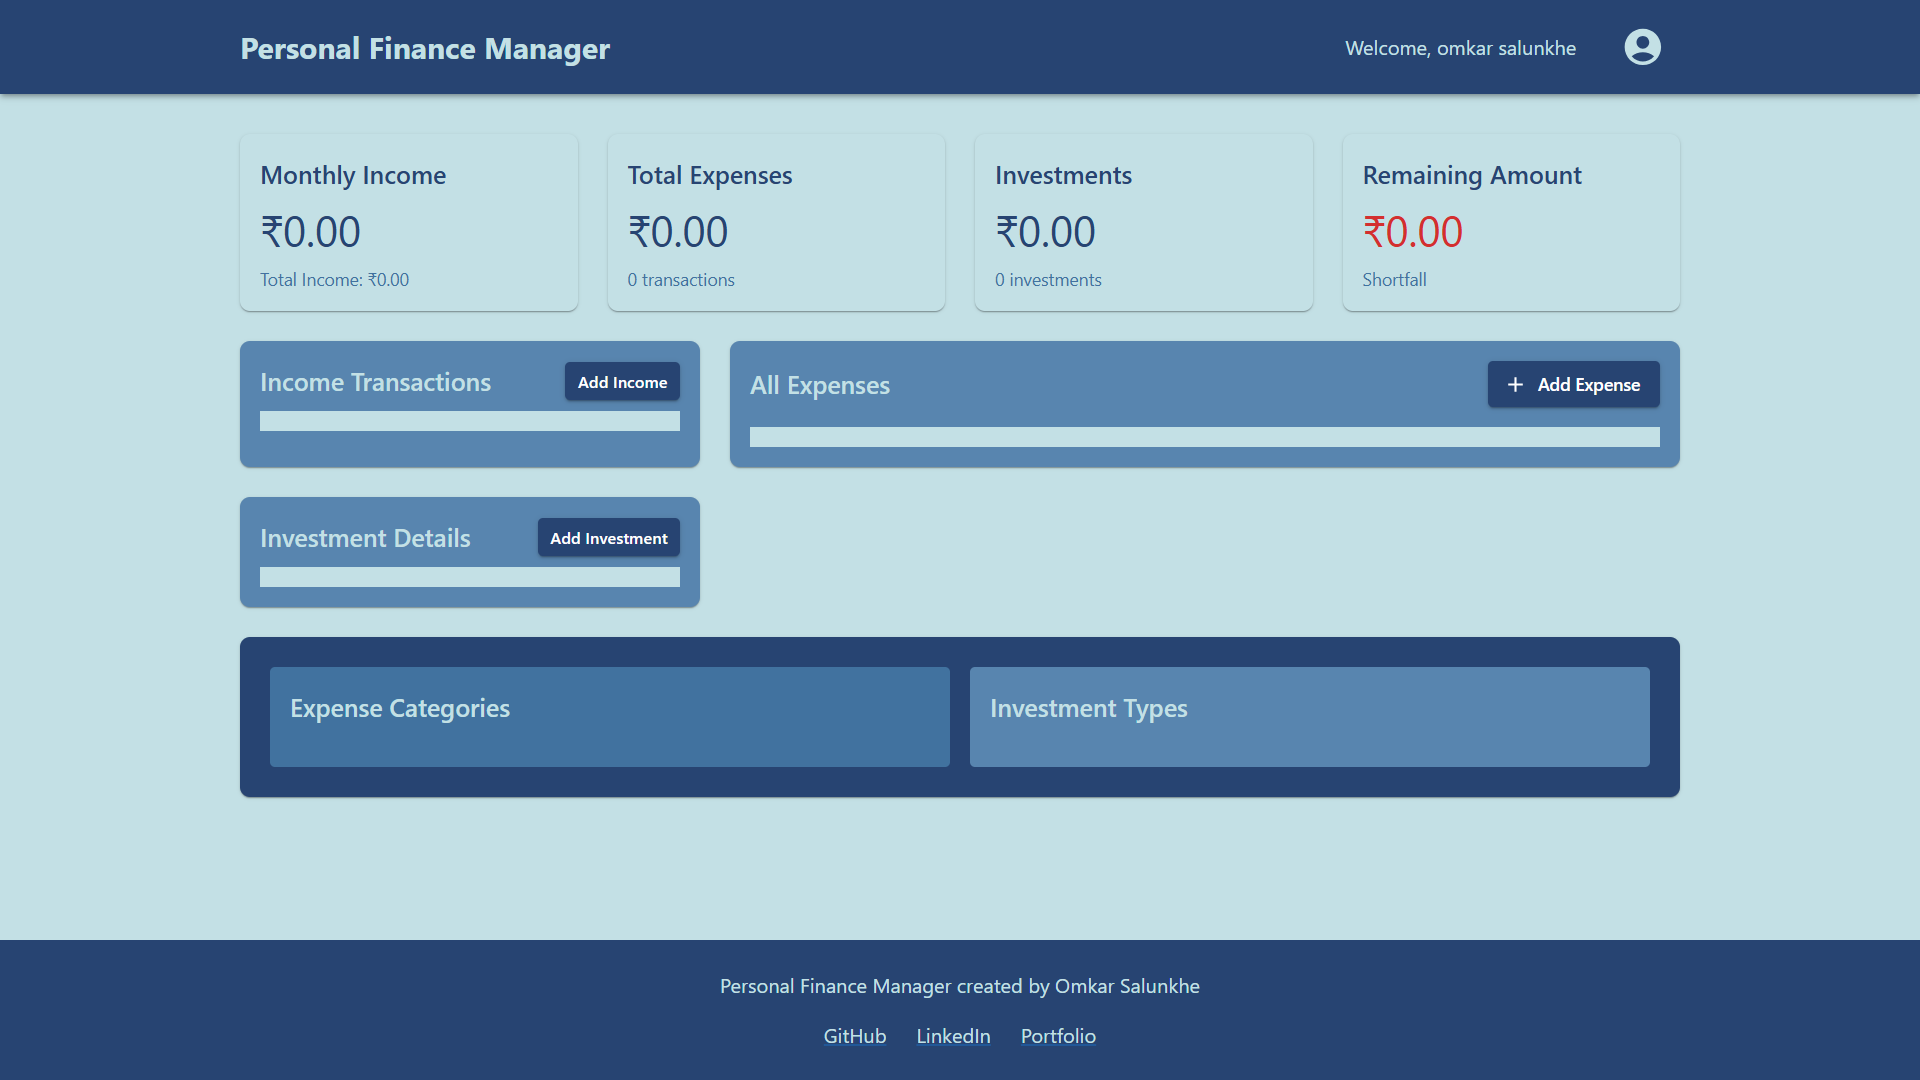 Personal Finance Manager
Welcome, omkar salunkhe
Monthly Income
₹0.00
Total Income: ₹0.00
Total Expenses
₹0.00
0 transactions
Investments
₹0.00
0 investments
Remaining Amount
₹0.00
Shortfall
Income Transactions
Add Income
All Expenses
+ Add Expense
Investment Details
Add Investment
Expense Categories
Investment Types
Personal Finance Manager created by Omkar Salunkhe
GitHub LinkedIn Portfolio